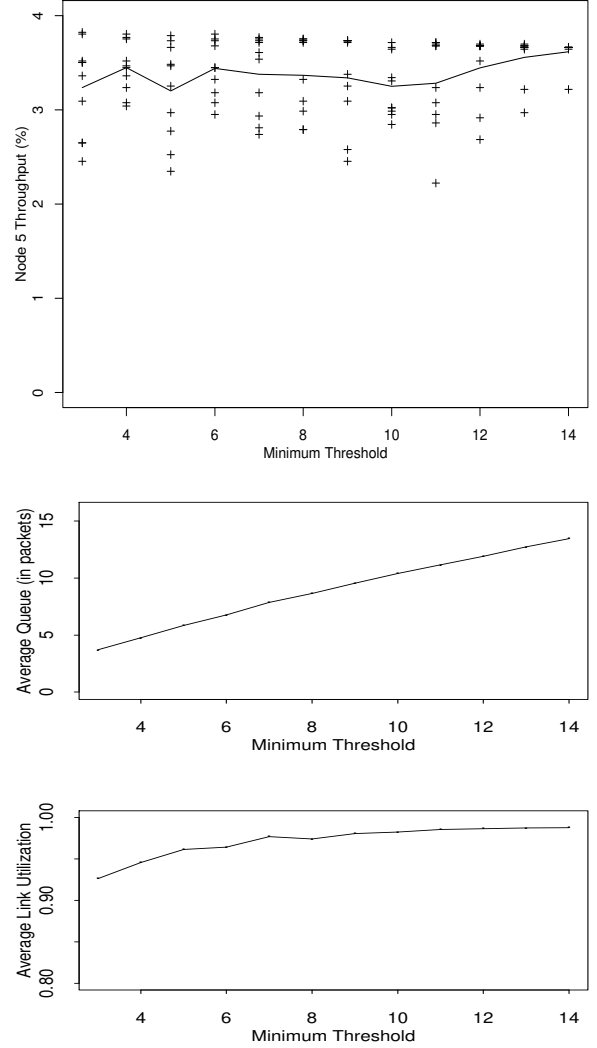 4
3
2
1
0
Node 5 Throughput (%)
4 6 8 10 12 14
Minimum Threshold
15
10
5
0
Average Queue (in packets)
4 6 8 10 12 14
Minimum Threshold
1.00
0.90
0.80
Average Link Utilization
4 6 8 10 12 14
Minimum Threshold